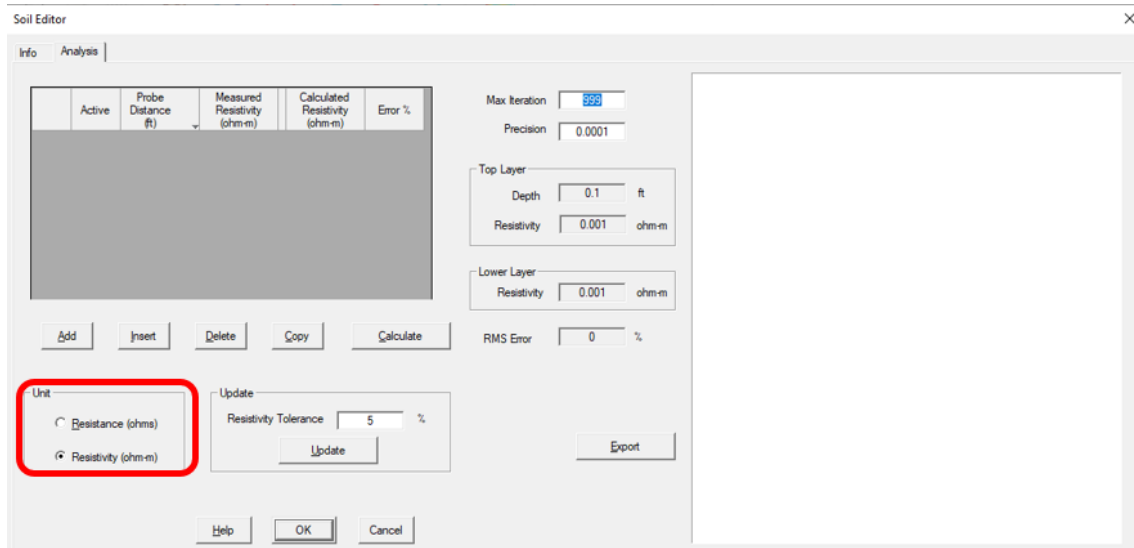 Soil Editor
Info Analysis
Active Probe Distance (ft) Measured Resistivity (ohm-m) Calculated Resistivity (ohm-m) Error %
Max Iteration 999
Precision 0.0001
Top Layer
Depth 0.1 ft
Resistivity 0.001 ohm-m
Lower Layer
Resistivity 0.001 ohm-m
Add Insert Delete Copy Calculate
RMS Error 0 %
Unit
Resistance (ohms)
Resistivity (ohm-m)
Update
Resistivity Tolerance 5 %
Update
Export
Help OK Cancel